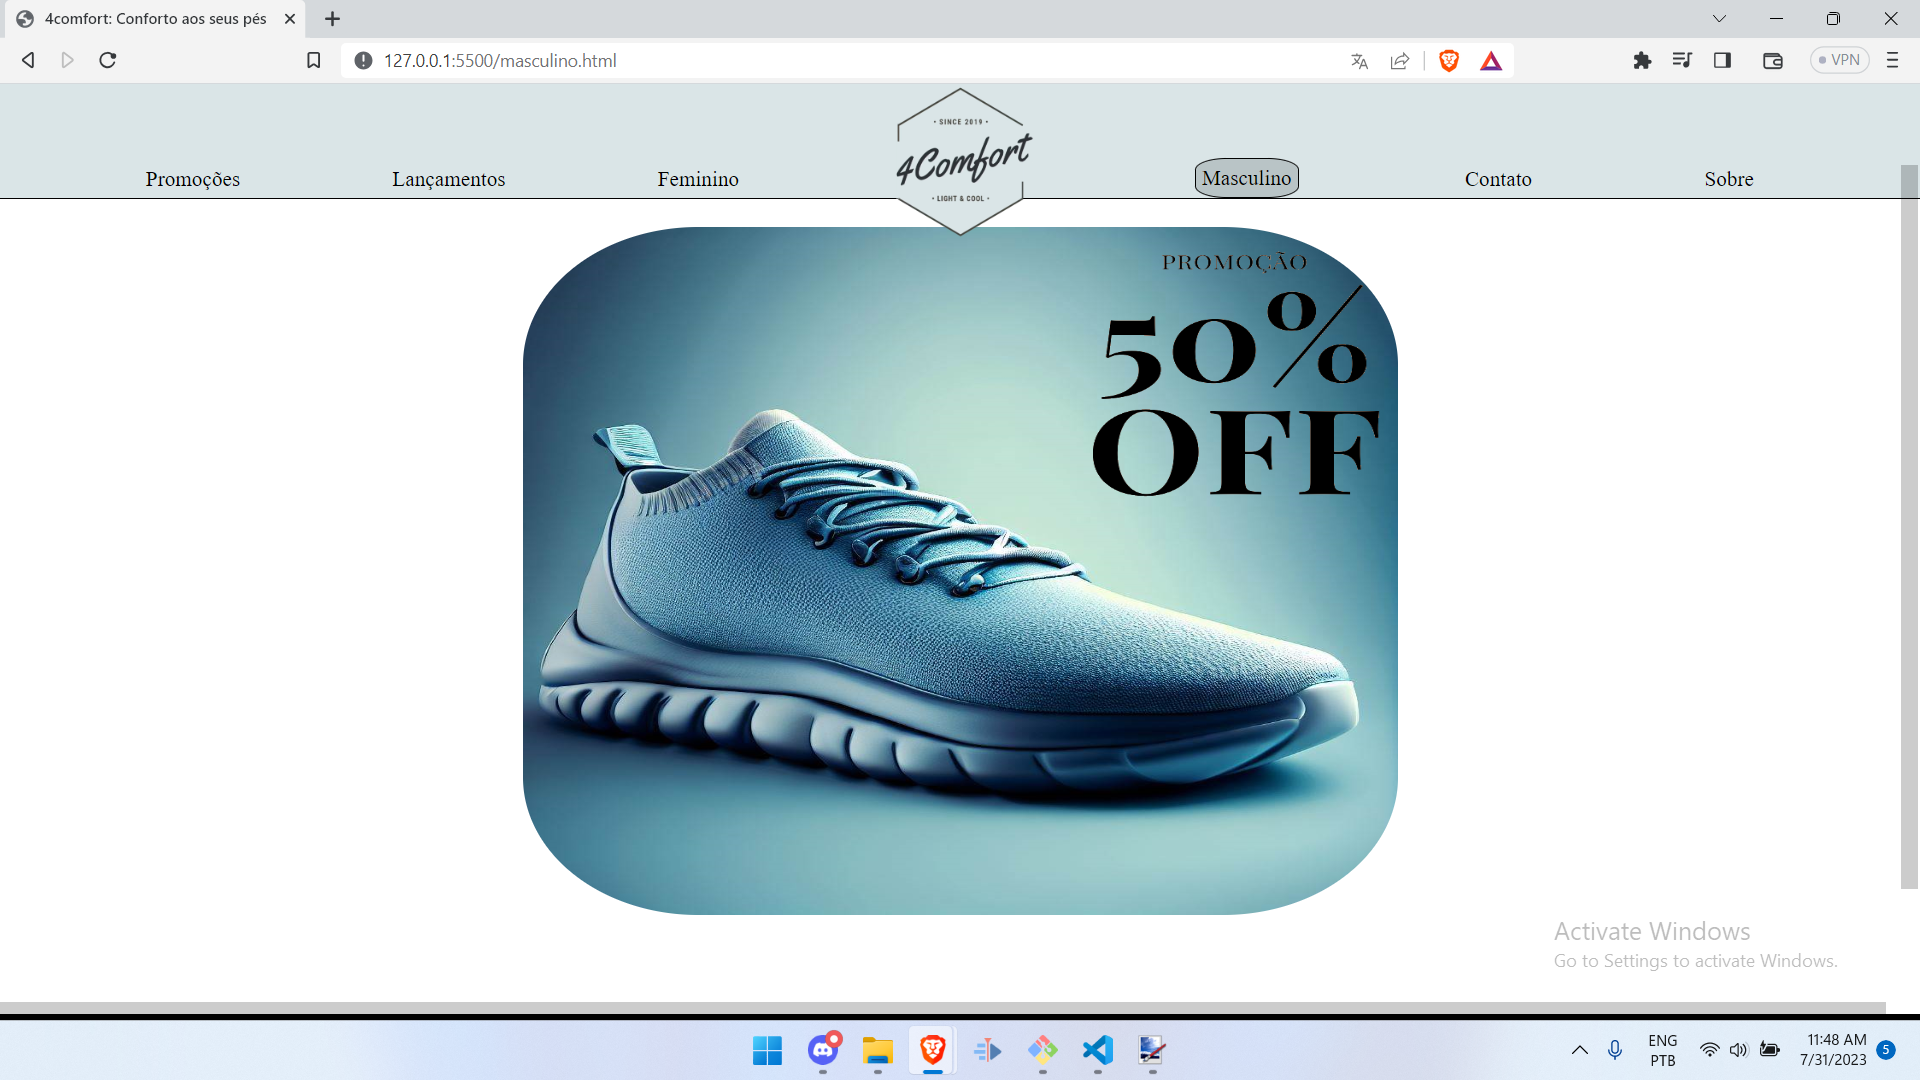 4comfort: Conforto aos seus pés
127.0.0.1:5500/masculino.html
VPN
• SINCE 2019 •
4Comfort
• LIGHT & COOL •
Promoções
Lançamentos
Feminino
Masculino
Contato
Sobre
PROMOÇÃO
50%
OFF
Activate Windows
Go to Settings to activate Windows.
ENG
PTB
11:48 AM
7/31/2023
5